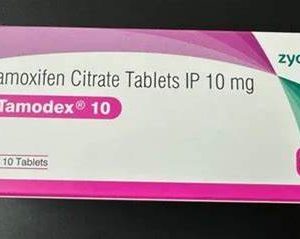 amoxifen Citrate Tablets IP 10 mg
zyd
Tamodex® 10
10 Tablets